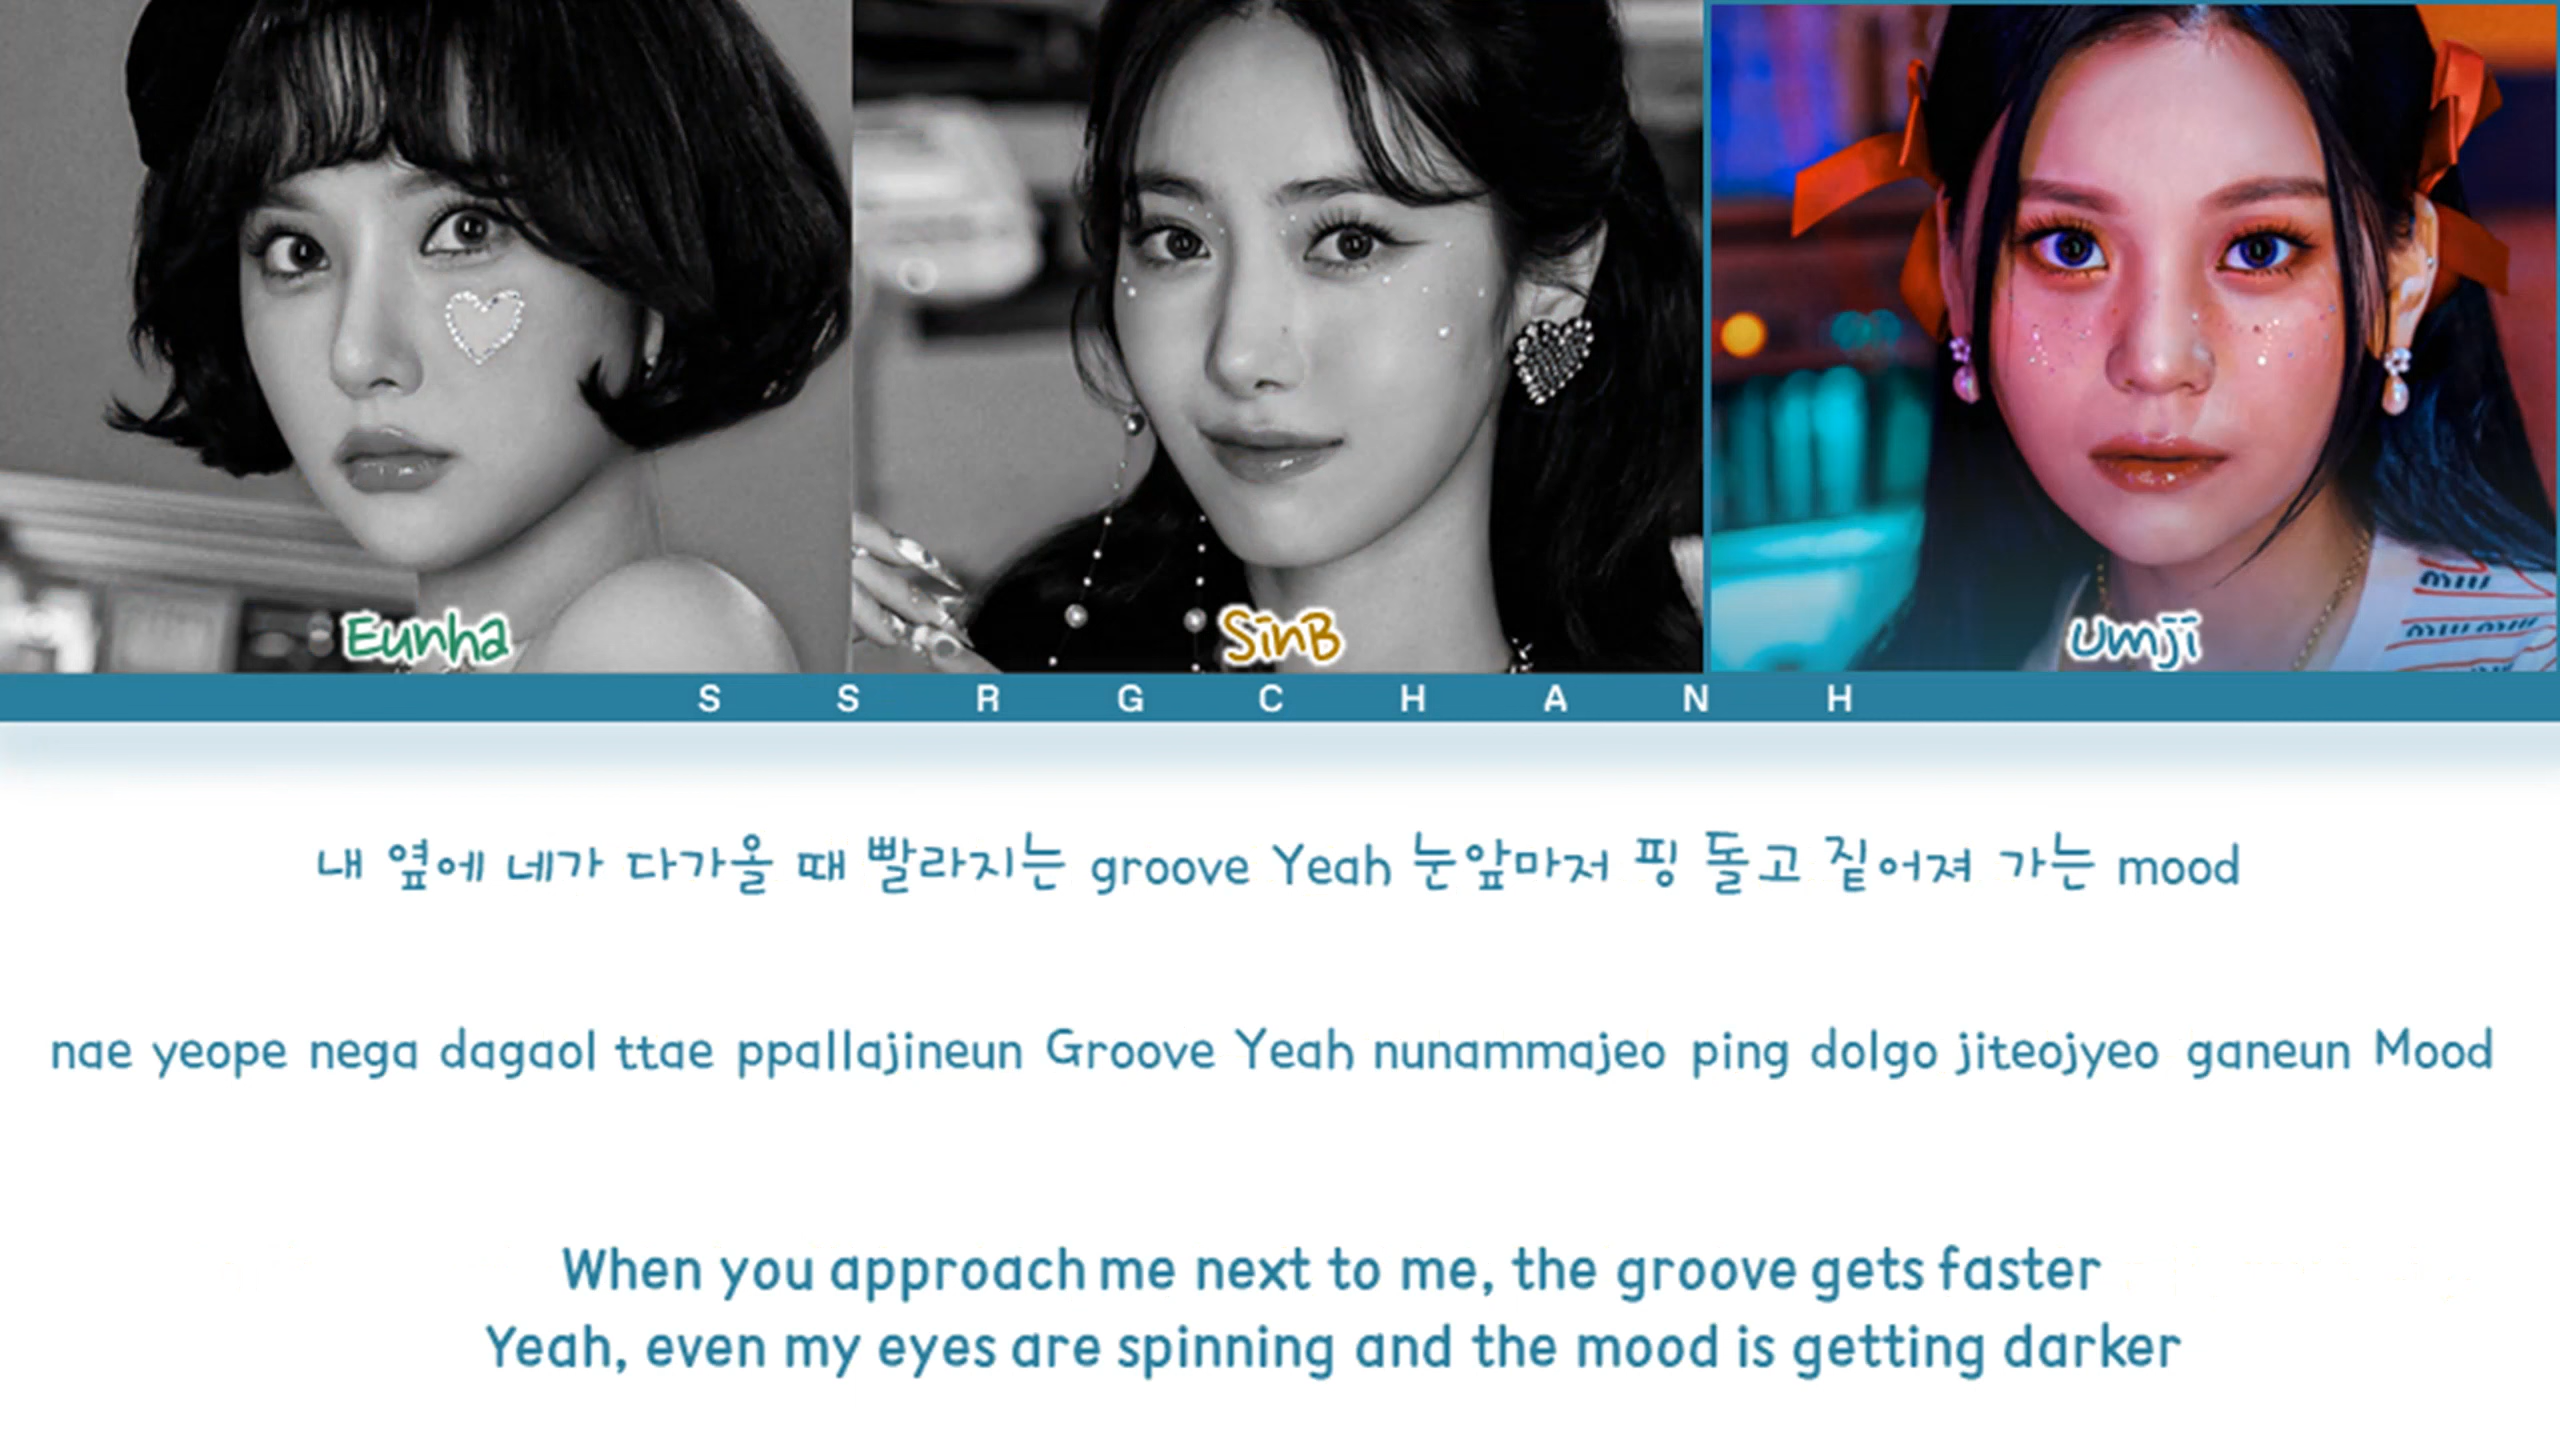 Eunha
SinB
Umji
S S R G C H A N H
내 옆에 네가 다가올 때 빨라지는 groove Yeah 눈앞마저 핑 돌고 짙어져 가는 mood
nae yeope nega dagaol ttae ppallajineun Groove Yeah nunammajeo ping dolgo jiteojyeo ganeun Mood
When you approach me next to me, the groove gets faster
Yeah, even my eyes are spinning and the mood is getting darker